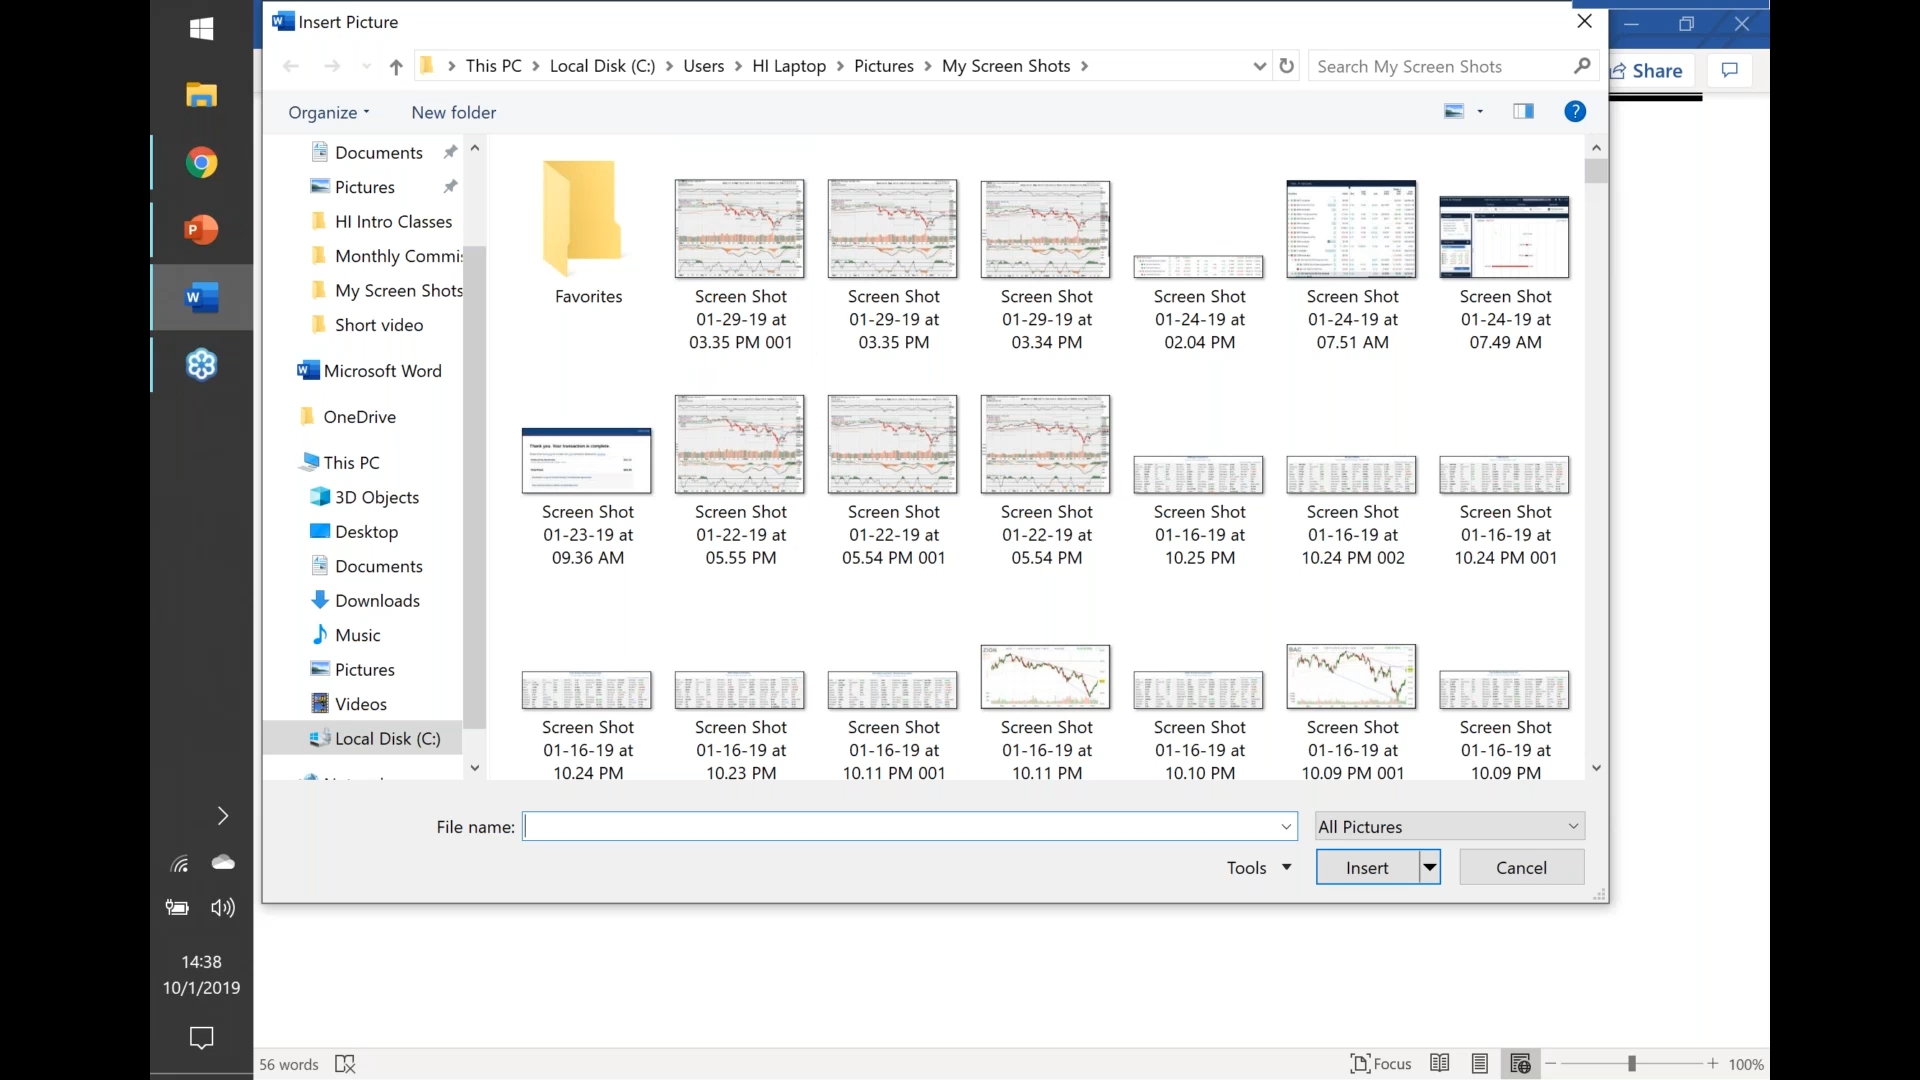 Insert Picture
This PC > Local Disk (C:) > Users > HI Laptop > Pictures > My Screen Shots >
Search My Screen Shots
Share
Organize
New folder
Documents
Pictures
HI Intro Classes
Monthly Commis
My Screen Shots
Short video
Microsoft Word
OneDrive
This PC
3D Objects
Desktop
Documents
Downloads
Music
Pictures
Videos
Local Disk (C:)
Favorites
Screen Shot
01-29-19 at
03.35 PM 001
Screen Shot
01-29-19 at
03.35 PM
Screen Shot
01-29-19 at
03.34 PM
Screen Shot
01-24-19 at
02.04 PM
Screen Shot
01-24-19 at
07.51 AM
Screen Shot
01-24-19 at
07.49 AM
Thank you. Your transaction is complete.
Screen Shot
01-23-19 at
09.36 AM
Screen Shot
01-22-19 at
05.55 PM
Screen Shot
01-22-19 at
05.54 PM 001
Screen Shot
01-22-19 at
05.54 PM
Screen Shot
01-16-19 at
10.25 PM
Screen Shot
01-16-19 at
10.24 PM 002
Screen Shot
01-16-19 at
10.24 PM 001
Screen Shot
01-16-19 at
10.24 PM
Screen Shot
01-16-19 at
10.23 PM
Screen Shot
01-16-19 at
10.11 PM 001
ZION
Screen Shot
01-16-19 at
10.11 PM
Screen Shot
01-16-19 at
10.10 PM
BAC
Screen Shot
01-16-19 at
10.09 PM 001
Screen Shot
01-16-19 at
10.09 PM
File name:
All Pictures
Tools
Insert
Cancel
14:38
10/1/2019
56 words
Focus
100%